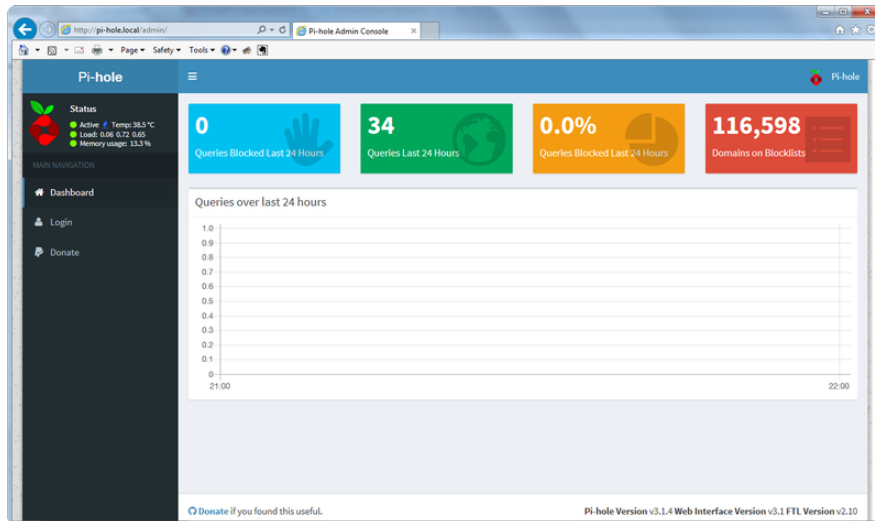 http://pi-hole.local/admin/
Pi-hole Admin Console
Page Safety Tools
Pi-hole
Pi-hole
Status
Active Temp: 38.5 °C
Load: 0.06 0.72 0.65
Memory usage: 13.3 %
MAIN NAVIGATION
Dashboard
Login
Donate
0
Queries Blocked Last 24 Hours
34
Queries Last 24 Hours
0.0%
Queries Blocked Last 24 Hours
116,598
Domains on Blocklists
Queries over last 24 hours
1.0
0.9
0.8
0.7
0.6
0.5
0.4
0.3
0.2
0.1
0
21:00 22:00
Donate if you found this useful.
Pi-hole Version v3.1.4 Web Interface Version v3.1 FTL Version v2.10